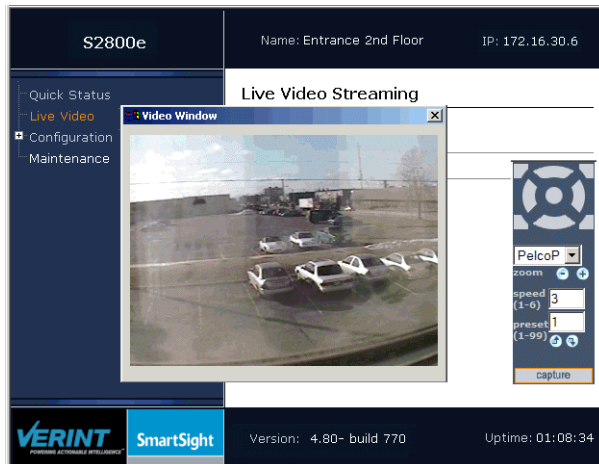 S2800e
Name: Entrance 2nd Floor
IP: 172.16.30.6
Quick Status
Live Video
Configuration
Maintenance
Live Video Streaming
Video Window
PelcoP
zoom
speed
(1-6)
3
preset
(1-99)
1
capture
VERINT
POWERING ACTIONABLE INTELLIGENCE
SmartSight
Version: 4.80- build 770
Uptime: 01:08:34